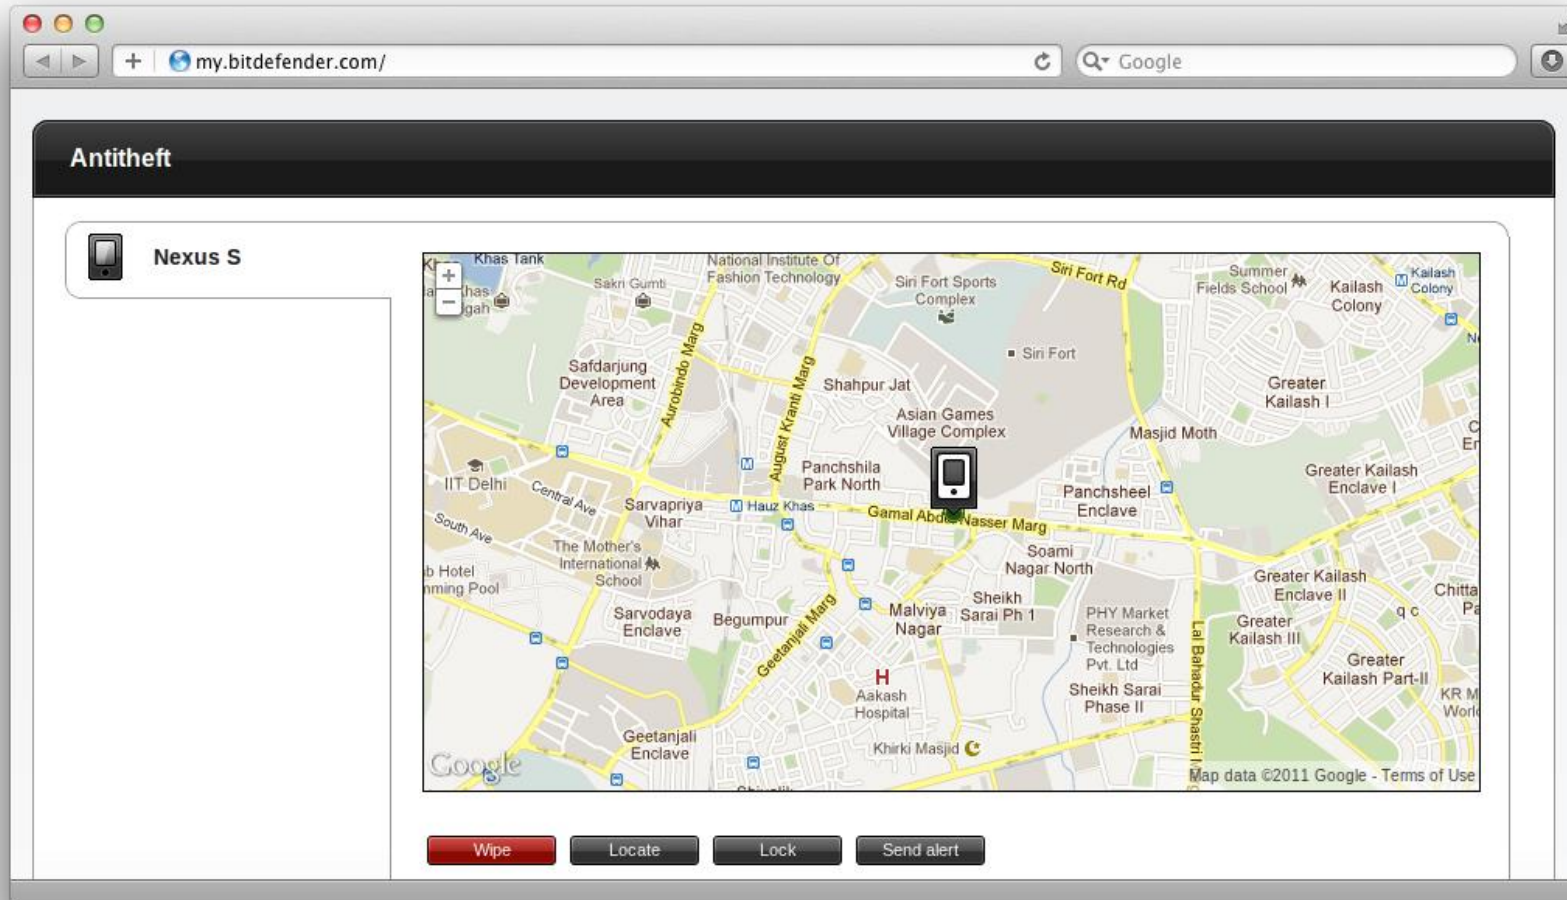 my.bitdefender.com/
Google
Antitheft
Nexus S
Khas Tank
National Institute Of
Fashion Technology
Sakri Gumti
Siri Fort Sports
Complex
Siri Fort Rd
Summer
Fields School
Kailash
Colony
Kailash
Colony
Siri Fort
Safdarjung
Development
Area
Aurobindo Marg
August Kranti Marg
Shahpur Jat
Greater
Kailash I
Asian Games
Village Complex
Masjid Moth
Greater Kailash
Enclave I
IIT Delhi
Central Ave
South Ave
Panchshila
Park North
Sarvapriya
Vihar
Hauz Khas
Panchsheel
Enclave
Gamal Abdel Nasser Marg
The Mother's
International
School
Soami
Nagar North
Hotel
Pool
Greater Kailash
Enclave II
Sarvodaya
Enclave
Begumpur
Geetanjali Marg
Malviya
Nagar
Sheikh
Sarai Ph 1
PHY Market
Research &
Technologies
Pvt. Ltd
Greater
Kailash III
q c
Chitta
Greater
Kailash Part-II
Lal Bahadur Shastri
H
Aakash
Hospital
Sheikh Sarai
Phase II
KR M
Geetanjali
Enclave
Khirki Masjid
Google
Map data ©2011 Google - Terms of Use
Wipe
Locate
Lock
Send alert